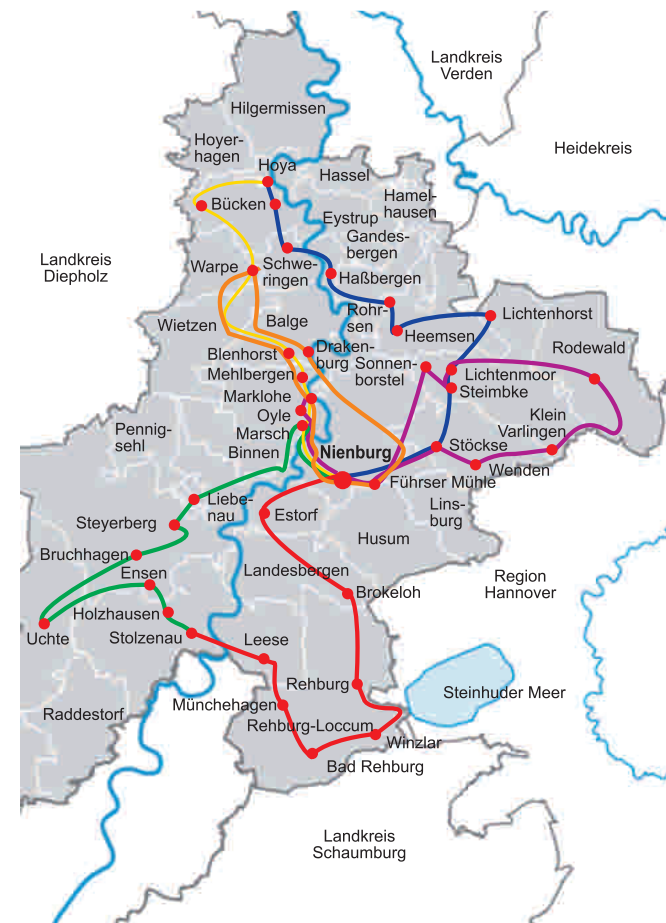 Landkreis
Verden
Hilgermissen
Hoyer-
hagen
Heidekreis
Hoya
Hassel
Hamel-
hausen
Bücken
Eystrup
Gandes-
bergen
Landkreis
Diepholz
Warpe
Schwe-
ringen
Haßbergen
Rohr-
sen
Lichtenhorst
Wietzen
Balge
Heemsen
Draken-
burg
Rodewald
Blenhorst
Sonnen-
borstel
Mehlbergen
Lichtenmoor
Steimbke
Marklohe
Oyle
Klein
Varlingen
Pennig-
sehl
Marsch
Binnen
Nienburg
Stöckse
Wenden
Führser Mühle
Liebe-
nau
Lins-
burg
Steyerberg
Estorf
Husum
Bruchhagen
Ensen
Landesbergen
Region
Hannover
Brokeloh
Holzhausen
Uchte
Stolzenau
Leese
Rehburg
Steinhuder Meer
Münchehagen
Raddestorf
Rehburg-Loccum
Winzlar
Bad Rehburg
Landkreis
Schaumburg